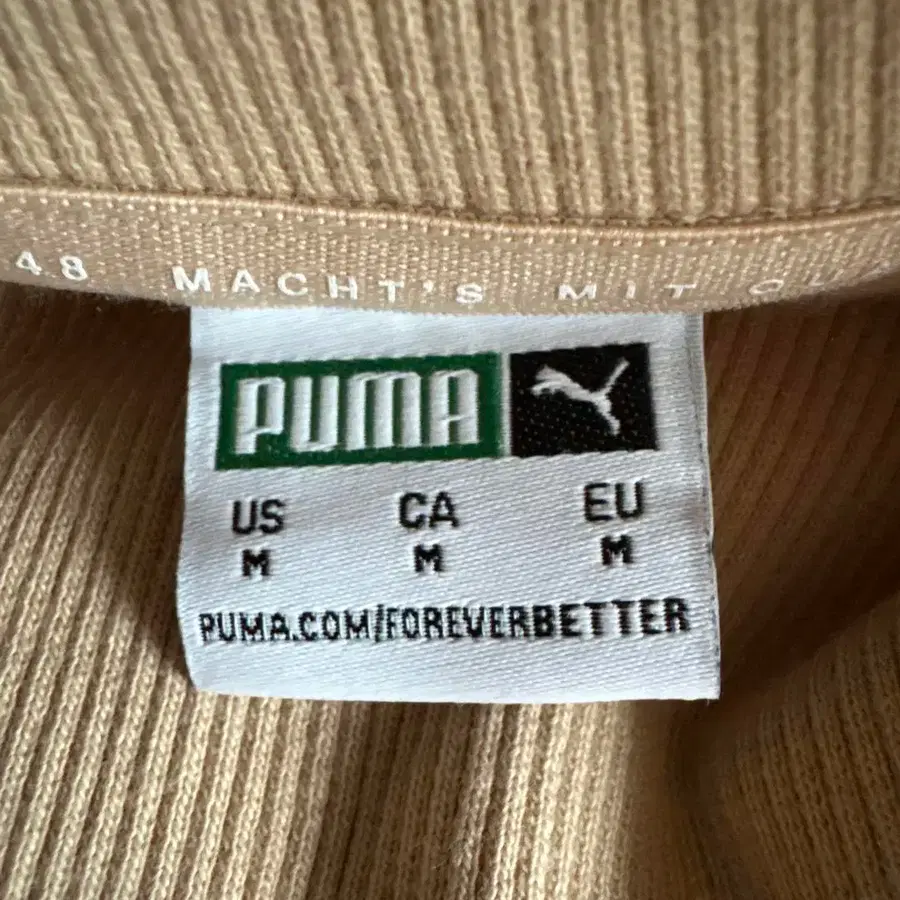 48 MACHT'S MIT
PUMA
US CA EU
M M M
PUMA.COM/FOREVERBETTER